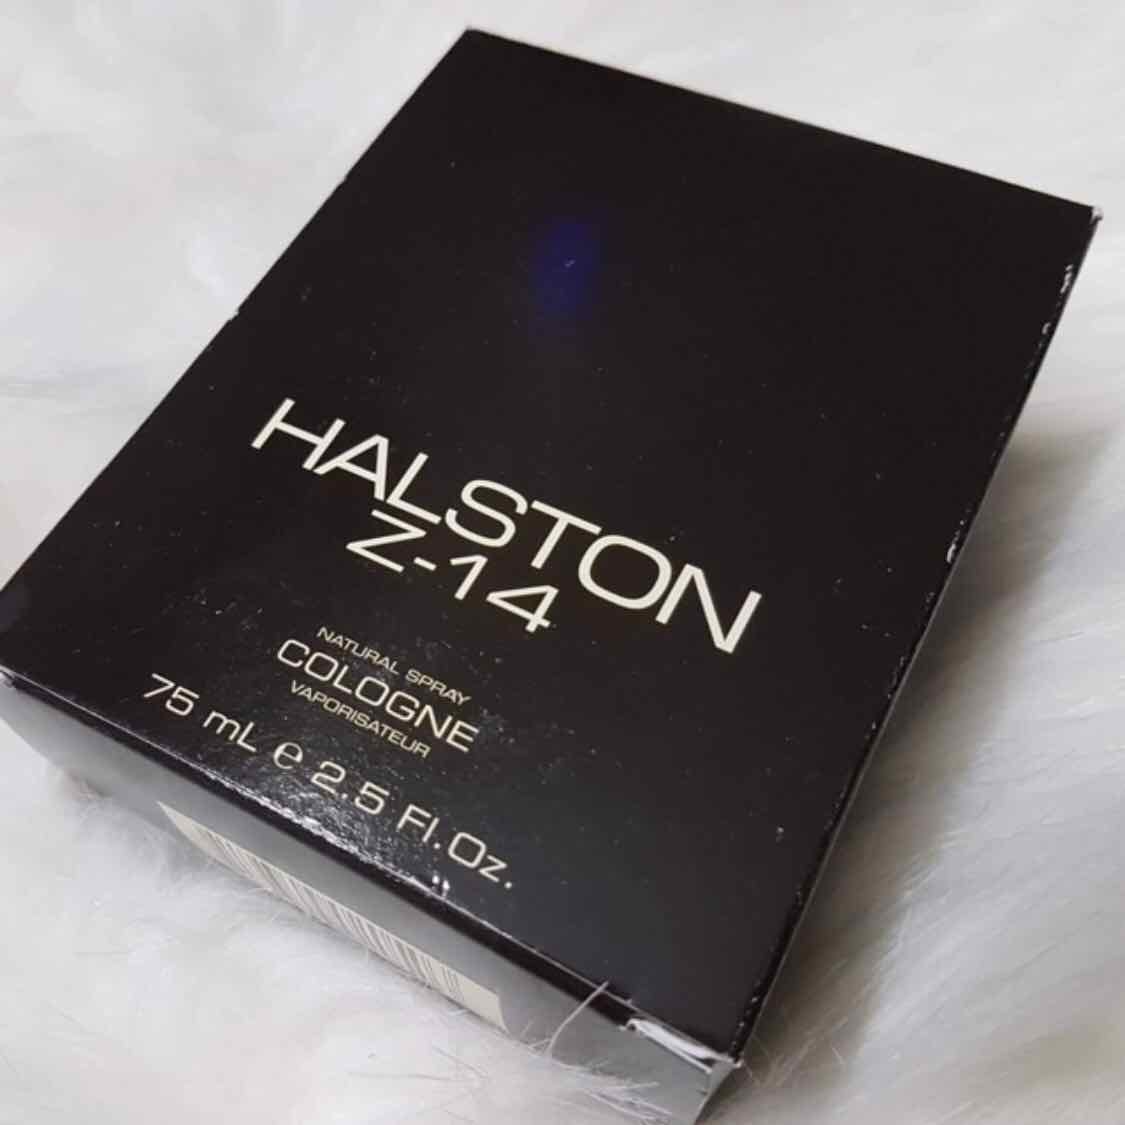 HALSTON
Z-14
NATURAL SPRAY
COLOGNE
VAPORISATEUR
75 mL ℮ 2.5 Fl.Oz.